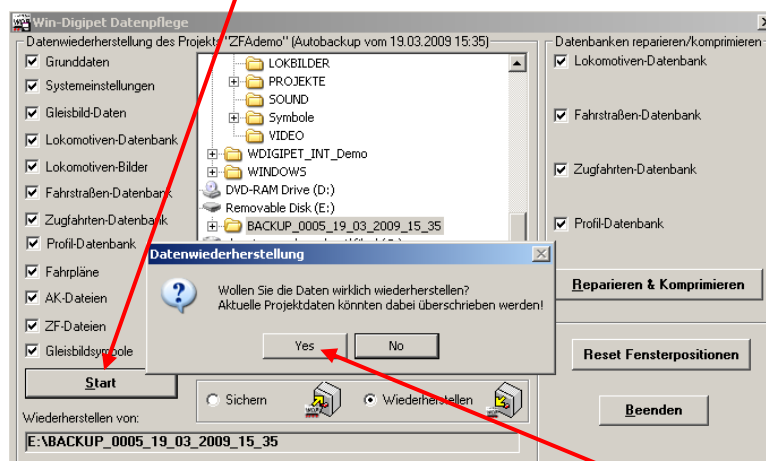 Win-Digipet Datenpflege
Datenwiederherstellung des Projekts "ZFAdemo" (Autobackup vom 19.03.2009 15:35)
Grunddaten
Systemeinstellungen
Gleisbild-Daten
Lokomotiven-Datenbank
Lokomotiven-Bilder
Fahrstraßen-Datenbank
Zugfahrten-Datenbank
Profil-Datenbank
Fahrpläne
AK-Dateien
ZF-Dateien
Gleisbildsymbole
Start
Wiederherstellen von:
E:\BACKUP_0005_19_03_2009_15_35
LOKBILDER
PROJEKTE
SOUND
Symbole
VIDEO
WDIGIPET_INT_Demo
WINDOWS
DVD-RAM Drive (D:)
Removable Disk (E:)
BACKUP_0005_19_03_2009_15_35
Datenwiederherstellung
Wollen Sie die Daten wirklich wiederherstellen?
Aktuelle Projektdaten könnten dabei überschrieben werden!
Yes
No
Sichern
Wiederherstellen
Datenbanken reparieren/komprimieren
Lokomotiven-Datenbank
Fahrstraßen-Datenbank
Zugfahrten-Datenbank
Profil-Datenbank
Reparieren & Komprimieren
Reset Fensterpositionen
Beenden